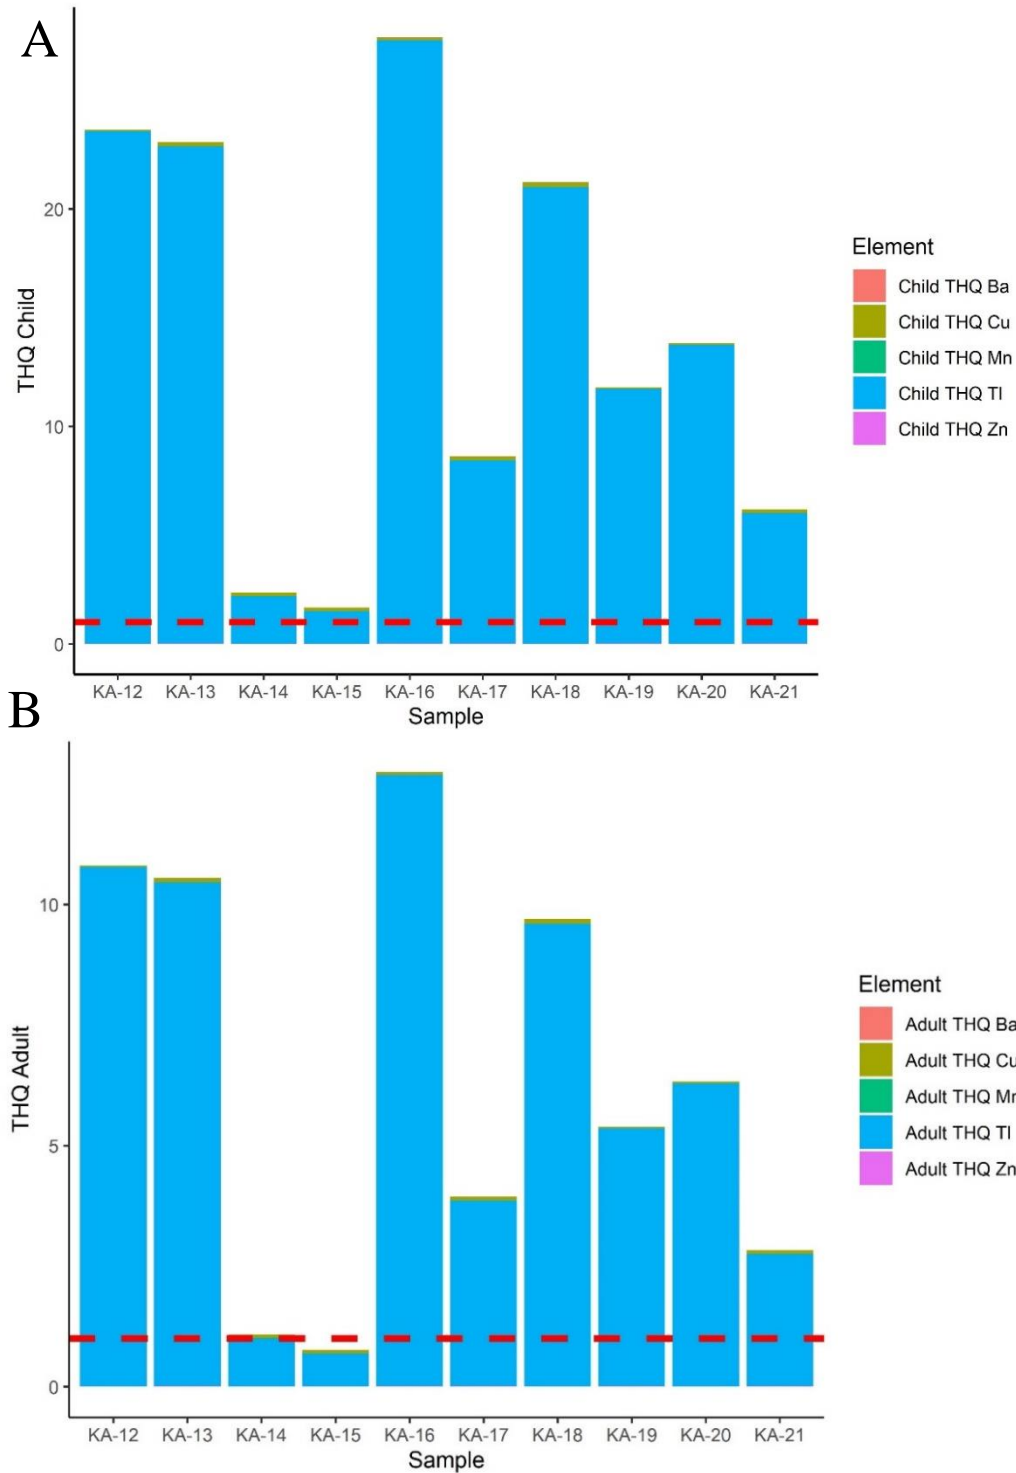 A
THQ Child
20
10
0
KA-12 KA-13 KA-14 KA-15 KA-16 KA-17 KA-18 KA-19 KA-20 KA-21
Sample
Element
Child THQ Ba
Child THQ Cu
Child THQ Mn
Child THQ Tl
Child THQ Zn
B
THQ Adult
10
5
0
KA-12 KA-13 KA-14 KA-15 KA-16 KA-17 KA-18 KA-19 KA-20 KA-21
Sample
Element
Adult THQ Ba
Adult THQ Cu
Adult THQ Mn
Adult THQ Tl
Adult THQ Zn